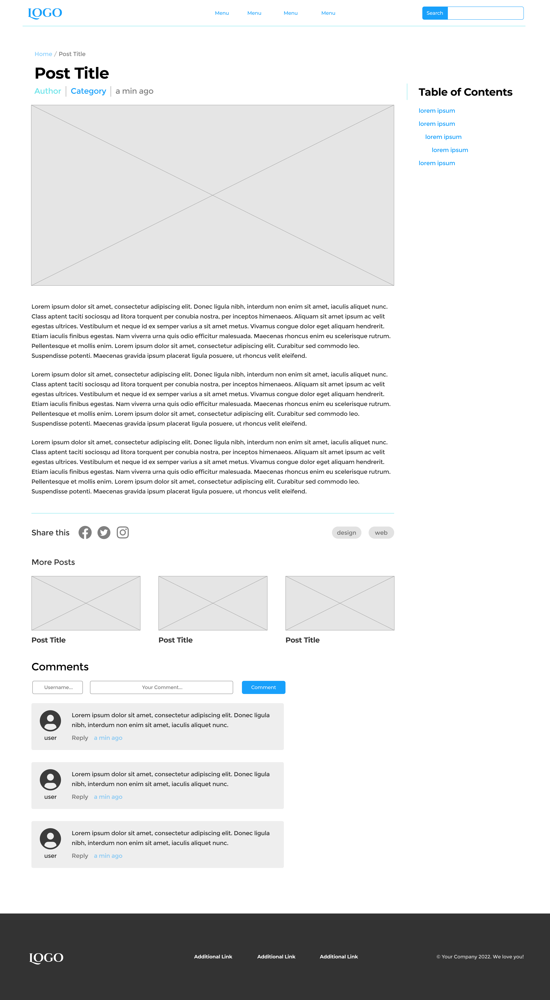 LOGO
Menu Menu Menu Menu
Search
Home / Post Title
Post Title
Author | Category | a min ago
Table of Contents
lorem ipsum
lorem ipsum
lorem ipsum
lorem ipsum
lorem ipsum
Lorem ipsum dolor sit amet, consectetur adipiscing elit. Donec ligula nibh, interdum non enim sit amet, iaculis aliquet nunc.
Class aptent taciti sociosqu ad litora torquent per conubia nostra, per inceptos himenaeos. Aliquam sit amet ipsum ac velit
egestas ultrices. Vestibulum et neque id ex semper varius a sit amet metus. Vivamus congue dolor eget aliquam hendrerit.
Etiam iaculis finibus egestas. Nam viverra urna quis odio efficitur malesuada. Maecenas rhoncus enim eu scelerisque rutrum.
Pellentesque et mollis enim. Lorem ipsum dolor sit amet, consectetur adipiscing elit. Curabitur sed commodo leo.
Suspendisse potenti. Maecenas gravida ipsum placerat ligula posuere, ut rhoncus velit eleifend.
Lorem ipsum dolor sit amet, consectetur adipiscing elit. Donec ligula nibh, interdum non enim sit amet, iaculis aliquet nunc.
Class aptent taciti sociosqu ad litora torquent per conubia nostra, per inceptos himenaeos. Aliquam sit amet ipsum ac velit
egestas ultrices. Vestibulum et neque id ex semper varius a sit amet metus. Vivamus congue dolor eget aliquam hendrerit.
Etiam iaculis finibus egestas. Nam viverra urna quis odio efficitur malesuada. Maecenas rhoncus enim eu scelerisque rutrum.
Pellentesque et mollis enim. Lorem ipsum dolor sit amet, consectetur adipiscing elit. Curabitur sed commodo leo.
Suspendisse potenti. Maecenas gravida ipsum placerat ligula posuere, ut rhoncus velit eleifend.
Lorem ipsum dolor sit amet, consectetur adipiscing elit. Donec ligula nibh, interdum non enim sit amet, iaculis aliquet nunc.
Class aptent taciti sociosqu ad litora torquent per conubia nostra, per inceptos himenaeos. Aliquam sit amet ipsum ac velit
egestas ultrices. Vestibulum et neque id ex semper varius a sit amet metus. Vivamus congue dolor eget aliquam hendrerit.
Etiam iaculis finibus egestas. Nam viverra urna quis odio efficitur malesuada. Maecenas rhoncus enim eu scelerisque rutrum.
Pellentesque et mollis enim. Lorem ipsum dolor sit amet, consectetur adipiscing elit. Curabitur sed commodo leo.
Suspendisse potenti. Maecenas gravida ipsum placerat ligula posuere, ut rhoncus velit eleifend.
Share this
design web
More Posts
Post Title Post Title Post Title
Comments
Username... Your Comment... Comment
Lorem ipsum dolor sit amet, consectetur adipiscing elit. Donec ligula
nibh, interdum non enim sit amet, iaculis aliquet nunc.
user Reply a min ago
Lorem ipsum dolor sit amet, consectetur adipiscing elit. Donec ligula
nibh, interdum non enim sit amet, iaculis aliquet nunc.
user Reply a min ago
Lorem ipsum dolor sit amet, consectetur adipiscing elit. Donec ligula
nibh, interdum non enim sit amet, iaculis aliquet nunc.
user Reply a min ago
LOGO
Additional Link Additional Link Additional Link
© Your Company 2022. We love you!